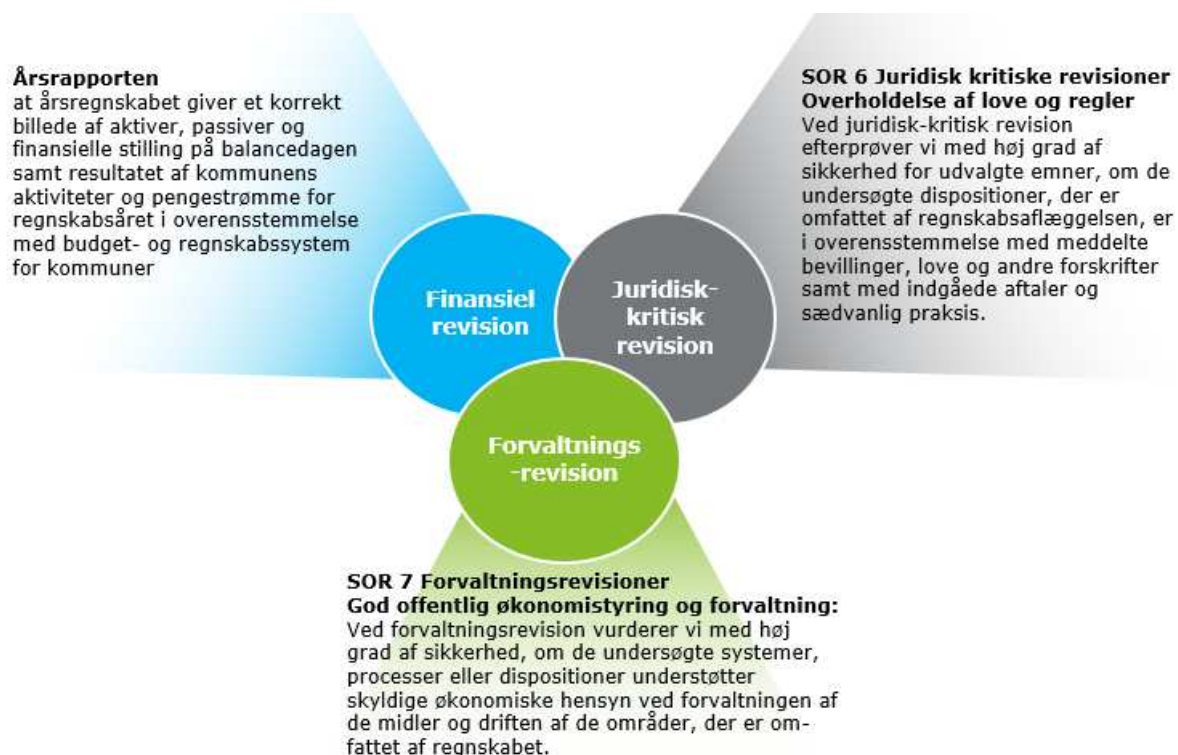 Årsrapporten
at årsregnskabet giver et korrekt
billede af aktiver, passiver og
finansielle stilling på balancedagen
samt resultatet af kommunens
aktiviteter og pengestrømme for
regnskabsåret i overensstemmelse
med budget- og regnskabssystem
for kommuner
SOR 6 Juridisk kritiske revisioner
Overholdelse af love og regler
Ved juridisk-kritisk revision
efterprøver vi med høj grad af
sikkerhed for udvalgte emner, om de
undersøgte dispositioner, der er
omfattet af regnskabsaflæggelsen, er
i overensstemmelse med meddelte
bevillinger, love og andre forskrifter
samt med indgåede aftaler og
sædvanlig praksis.
Finansiel
revision
Juridisk-
kritisk
revision
Forvaltnings
-revision
SOR 7 Forvaltningsrevisioner
God offentlig økonomistyring og forvaltning:
Ved forvaltningsrevision vurderer vi med høj
grad af sikkerhed, om de undersøgte systemer,
processer eller dispositioner understøtter
skyldige økonomiske hensyn ved forvaltningen af
de midler og driften af de områder, der er om-
fattet af regnskabet.